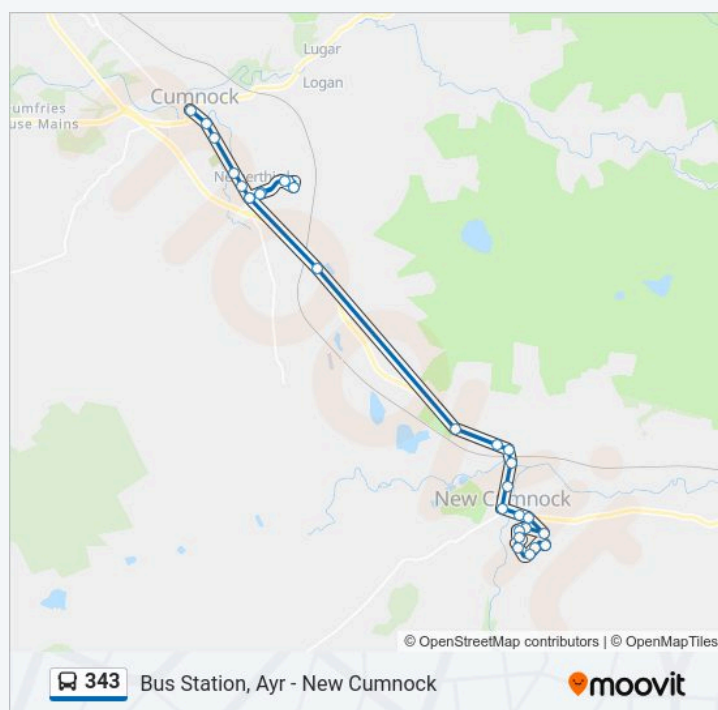 Lugar
Logan
Cumnock
umfries
use Mains
New Cumnock
© OpenStreetMap contributors | © OpenMapTiles
343
Bus Station, Ayr - New Cumnock
moovit